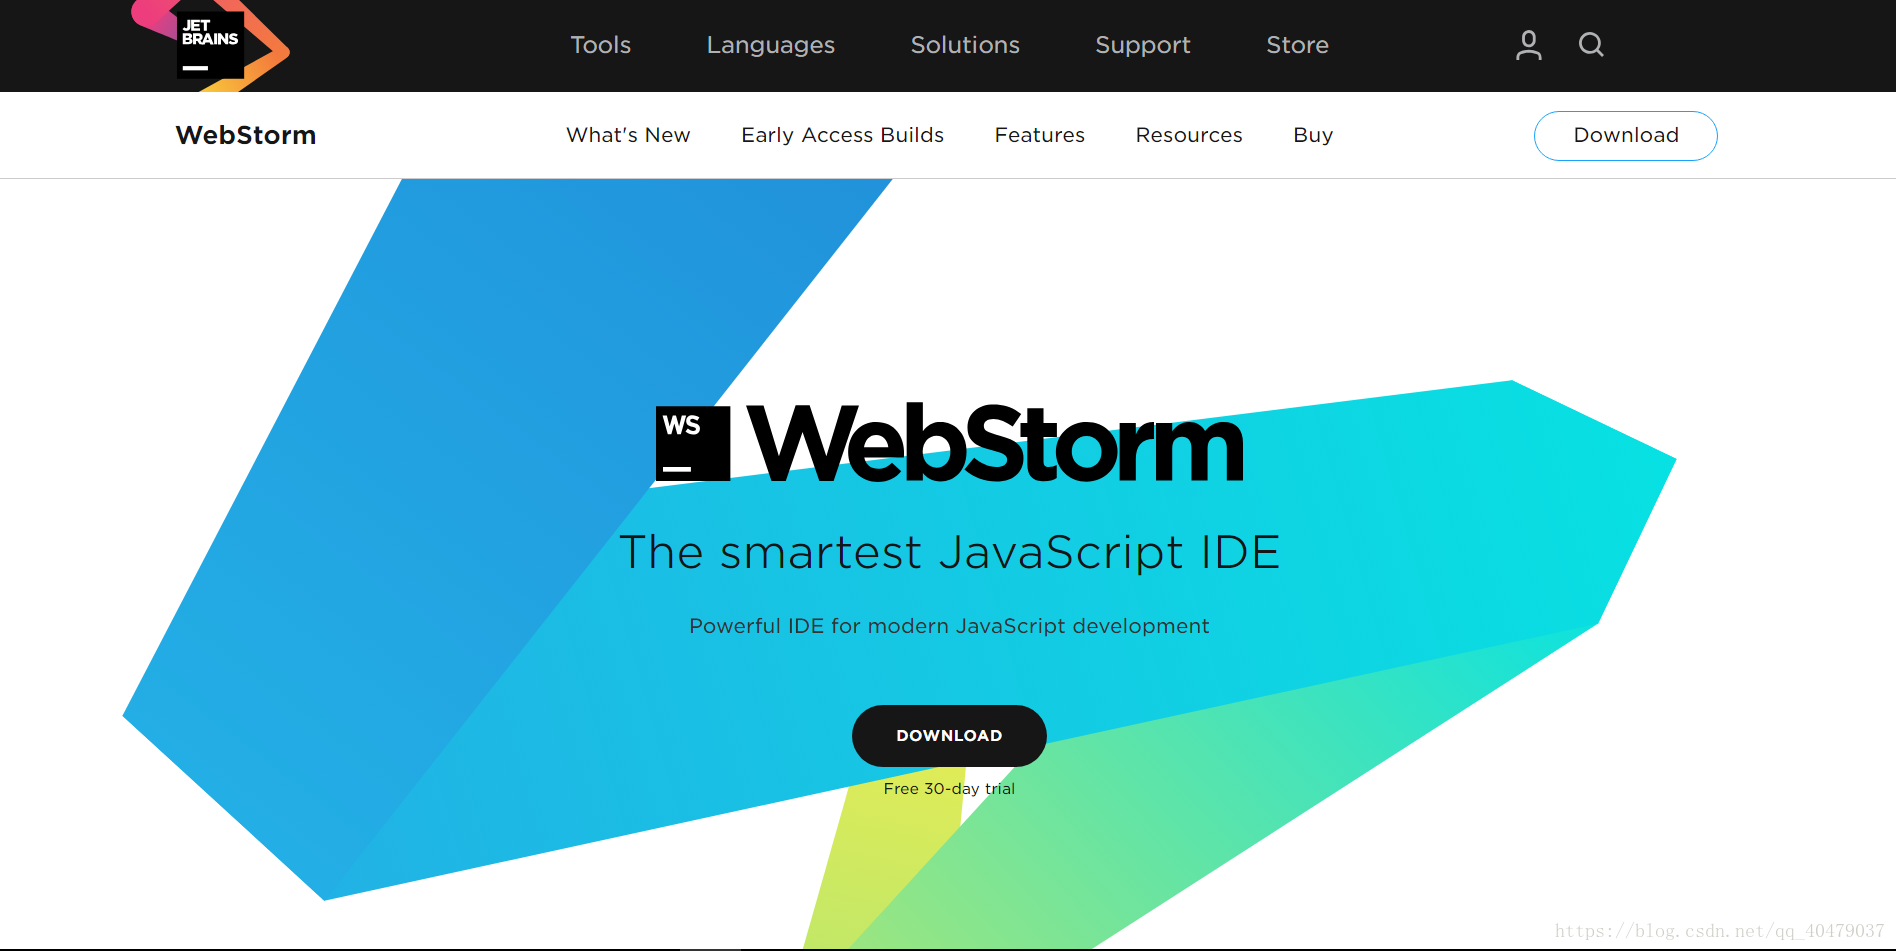 JET
BRAINS
Tools Languages Solutions Support Store
WebStorm What's New Early Access Builds Features Resources Buy Download
WS
WebStorm
The smartest JavaScript IDE
Powerful IDE for modern JavaScript development
DOWNLOAD
Free 30-day trial
https://blog.csdn.net/qq_40479037